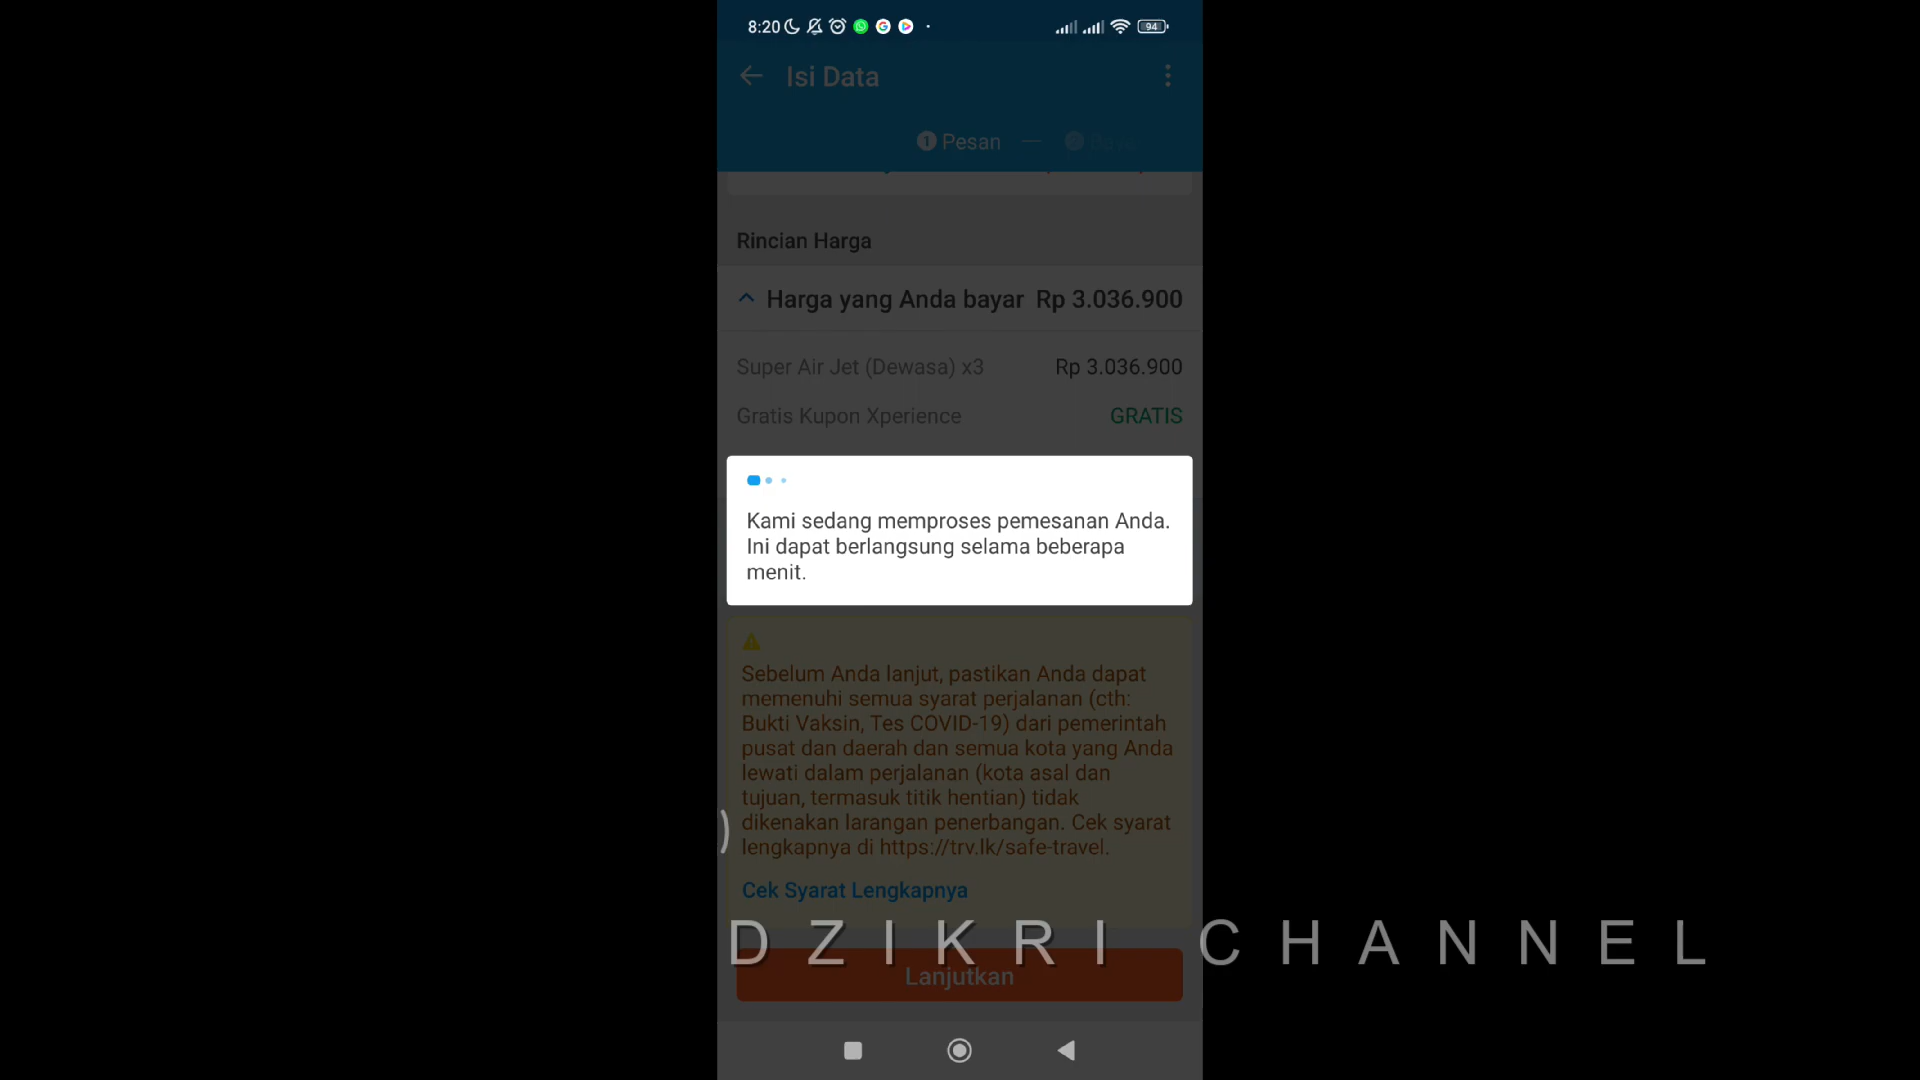 8:20
94
Isi Data
1 Pesan
Rincian Harga
Harga yang Anda bayar Rp 3.036.900
Super Air Jet (Dewasa) x3 Rp 3.036.900
Gratis Kupon Xperience GRATIS
Kami sedang memproses pemesanan Anda.
Ini dapat berlangsung selama beberapa
menit.
Sebelum Anda lanjut, pastikan Anda dapat
memenuhi semua syarat perjalanan (cth:
Bukti Vaksin, Tes COVID-19) dari pemerintah
pusat dan daerah dan semua kota yang Anda
lewati dalam perjalanan (kota asal dan
tujuan, termasuk titik hentian) tidak
dikenakan larangan penerbangan. Cek syarat
lengkapnya di https://trv.lk/safe-travel.
Cek Syarat Lengkapnya
DZIKRI CHANNEL
Lanjutkan